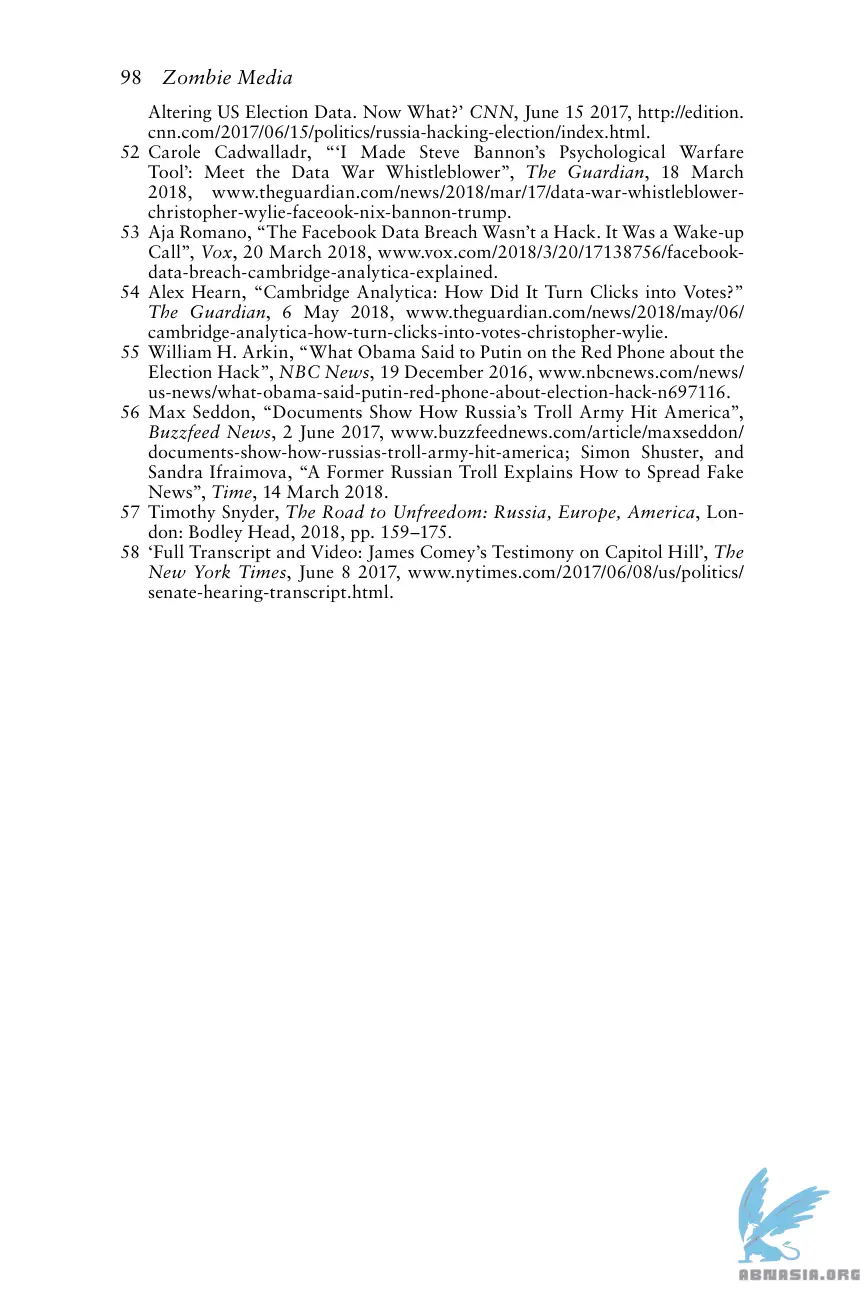 98 Zombie Media
Altering US Election Data. Now What?’ CNN, June 15 2017, http://edition.
cnn.com/2017/06/15/politics/russia-hacking-election/index.html.
52 Carole Cadwalladr, “‘I Made Steve Bannon’s Psychological Warfare
Tool’: Meet the Data War Whistleblower”, The Guardian, 18 March
2018, www.theguardian.com/news/2018/mar/17/data-war-whistleblower-
christopher-wylie-faceook-nix-bannon-trump.
53 Aja Romano, “The Facebook Data Breach Wasn’t a Hack. It Was a Wake-up
Call”, Vox, 20 March 2018, www.vox.com/2018/3/20/17138756/facebook-
data-breach-cambridge-analytica-explained.
54 Alex Hearn, “Cambridge Analytica: How Did It Turn Clicks into Votes?”
The Guardian, 6 May 2018, www.theguardian.com/news/2018/may/06/
cambridge-analytica-how-turn-clicks-into-votes-christopher-wylie.
55 William H. Arkin, “What Obama Said to Putin on the Red Phone about the
Election Hack”, NBC News, 19 December 2016, www.nbcnews.com/news/
us-news/what-obama-said-putin-red-phone-about-election-hack-n697116.
56 Max Seddon, “Documents Show How Russia’s Troll Army Hit America”,
Buzzfeed News, 2 June 2017, www.buzzfeednews.com/article/maxseddon/
documents-show-how-russias-troll-army-hit-america; Simon Shuster, and
Sandra Ifraimova, “A Former Russian Troll Explains How to Spread Fake
News”, Time, 14 March 2018.
57 Timothy Snyder, The Road to Unfreedom: Russia, Europe, America, Lon-
don: Bodley Head, 2018, pp. 159–175.
58 ‘Full Transcript and Video: James Comey’s Testimony on Capitol Hill’, The
New York Times, June 8 2017, www.nytimes.com/2017/06/08/us/politics/
senate-hearing-transcript.html.
ABNASIA.ORG